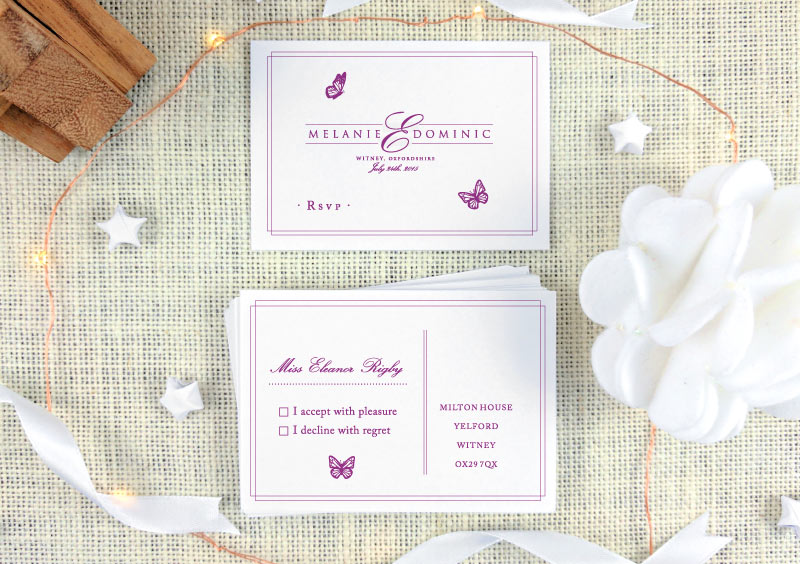 MELANIE & DOMINIC
WITNEY, OXFORDSHIRE
July 24th, 2015
· RSVP ·
Miss Eleanor Rigby
I accept with pleasure
I decline with regret
MILTON HOUSE
YELFORD
WITNEY
OX29 7QX